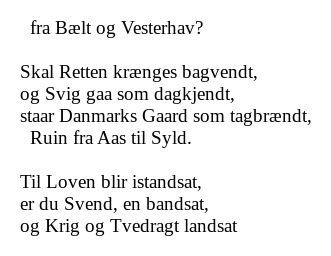 fra Bælt og Vesterhav?
Skal Retten krænges bagvendt,
og Svig gaa som dagkjendt,
staar Danmarks Gaard som tagbrændt,
Ruin fra Aas til Syld.
Til Loven blir istandsat,
er du Svend, en bandsat,
og Krig og Tvedragt landsat